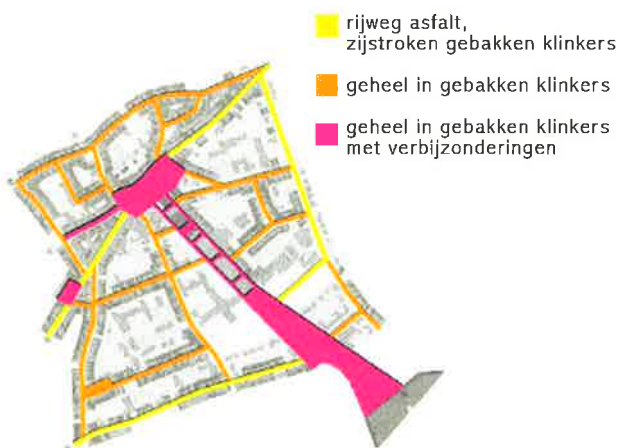 rijweg asfalt,
zijstroken gebakken klinkers
geheel in gebakken klinkers
geheel in gebakken klinkers
met verbijzonderingen